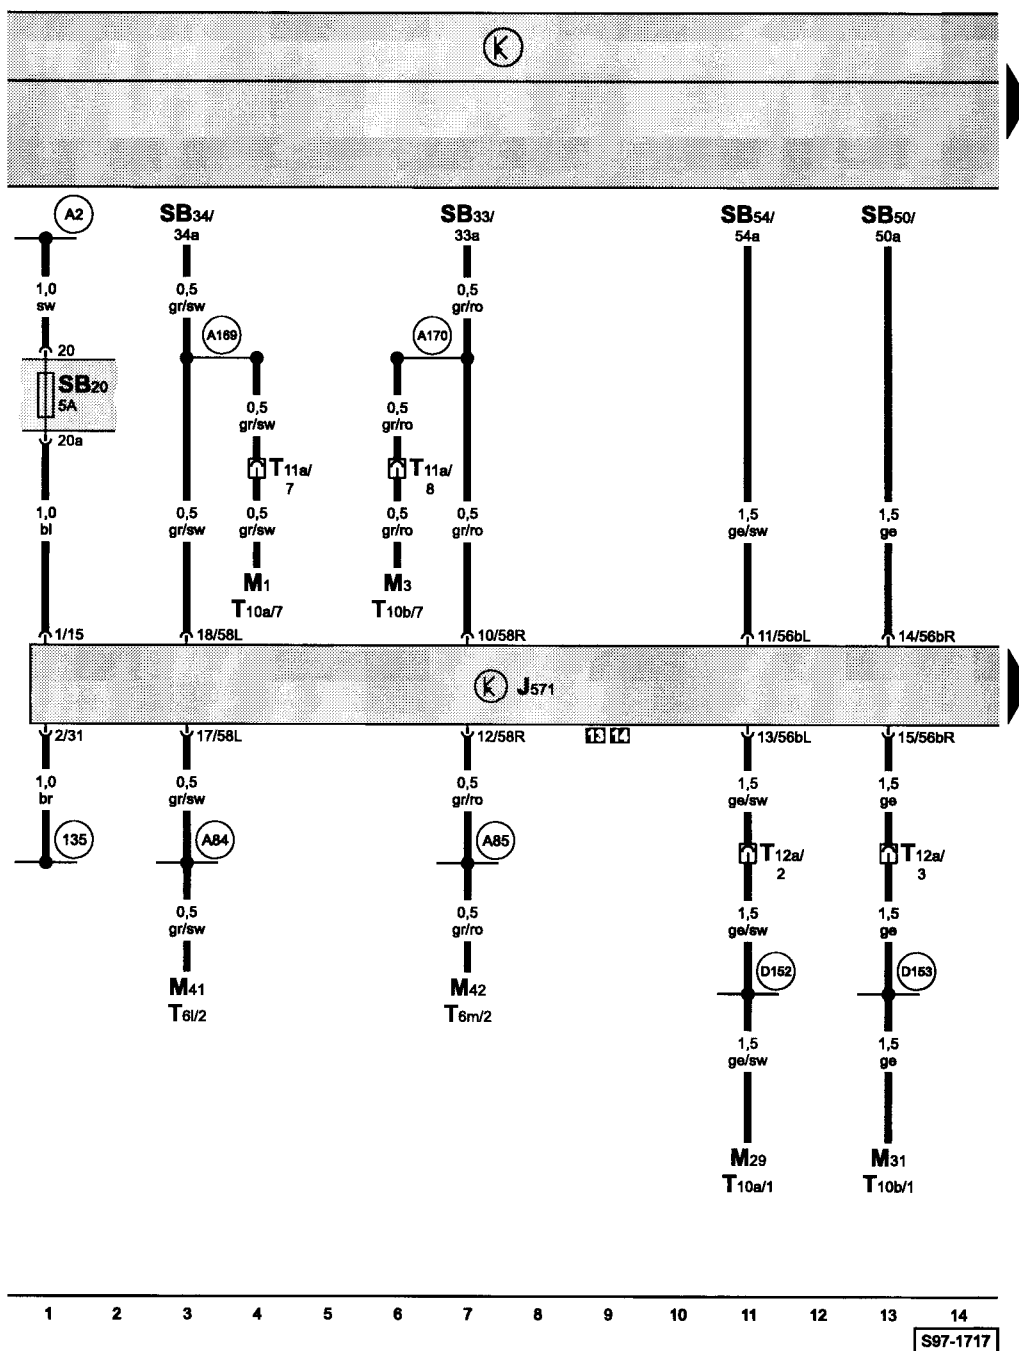 A2
SB34/
34a
SB33/
33a
SB54/
54a
SB50/
50a
1,0
sw
0,5
gr/sw
0,5
gr/ro
A169
A170
20
SB20
5A
20a
0,5
gr/sw
0,5
gr/ro
T11a/
7
T11a/
8
1,0
bl
0,5
gr/sw
0,5
gr/sw
0,5
gr/ro
0,5
gr/ro
1,5
ge/sw
1,5
ge
M1
T10a/7
M3
T10b/7
1/15
18/58L
10/58R
11/56bL
14/56bR
J571
2/31
17/58L
12/58R
13 14
13/56bL
15/56bR
1,0
br
0,5
gr/sw
0,5
gr/ro
1,5
ge/sw
1,5
ge
135
A84
A85
T12a/
2
T12a/
3
0,5
gr/sw
0,5
gr/ro
1,5
ge/sw
1,5
ge
M41
T6l/2
M42
T6m/2
D152
D153
1,5
ge/sw
1,5
ge
M29
T10a/1
M31
T10b/1
1 2 3 4 5 6 7 8 9 10 11 12 13 14
S97-1717